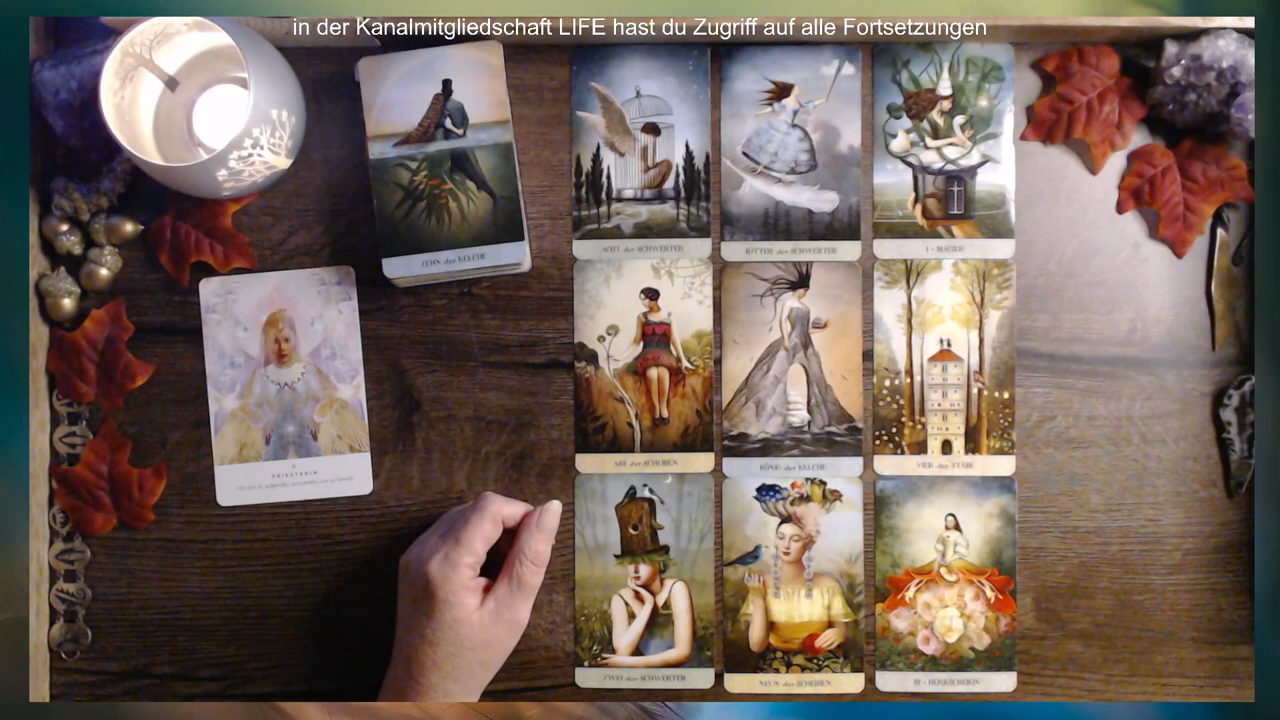 in der Kanalmitgliedschaft LIFE hast du Zugriff auf alle Fortsetzungen
ZEHN der KELCHE
ACHT der SCHWERTER
RITTER der SCHWERTER
I - MAGIER
PRIESTERIN
ASS der SCHEIBEN
KÖNIG der KELCHE
VIER der STÄBE
ZWEI der SCHWERTER
NEUN der SCHEIBEN
III - HERRSCHERIN